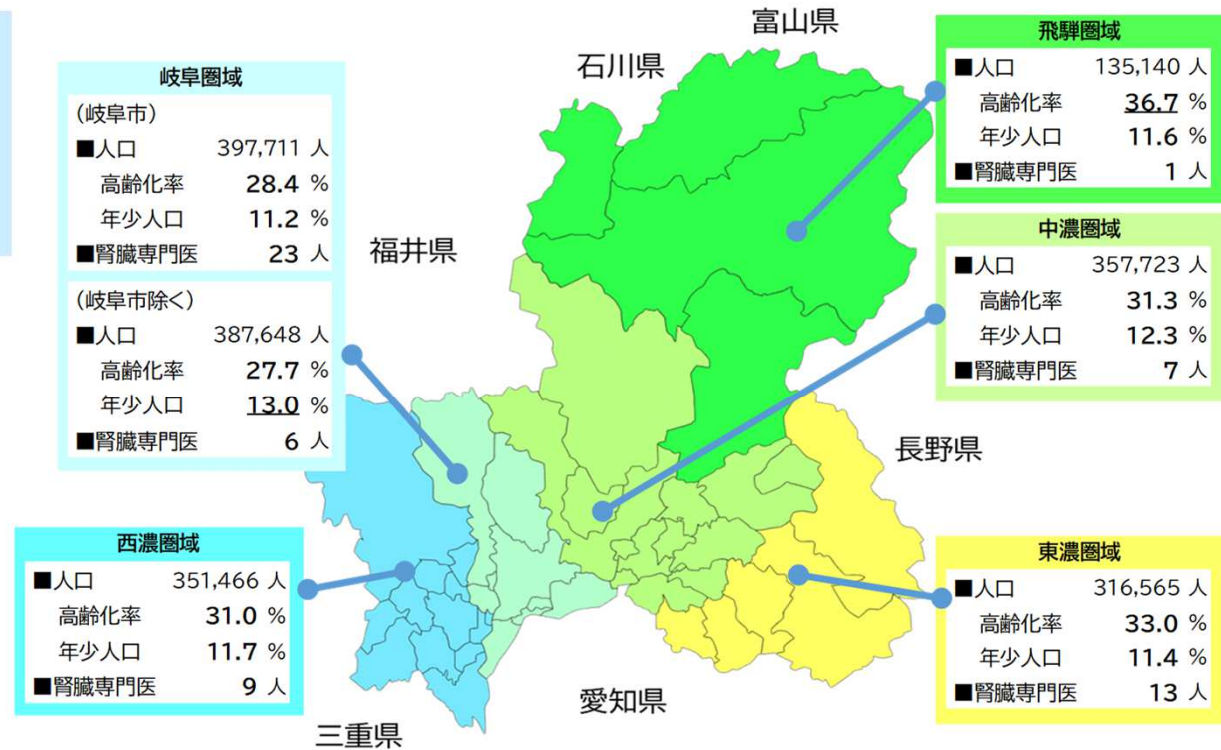 富山県
石川県
福井県
長野県
愛知県
三重県
岐阜圏域
(岐阜市)
■人口 397,711 人
高齢化率 28.4 %
年少人口 11.2 %
■腎臓専門医 23 人
(岐阜市除く)
■人口 387,648 人
高齢化率 27.7 %
年少人口 13.0 %
■腎臓専門医 6 人
西濃圏域
■人口 351,466 人
高齢化率 31.0 %
年少人口 11.7 %
■腎臓専門医 9 人
飛騨圏域
■人口 135,140 人
高齢化率 36.7 %
年少人口 11.6 %
■腎臓専門医 1 人
中濃圏域
■人口 357,723 人
高齢化率 31.3 %
年少人口 12.3 %
■腎臓専門医 7 人
東濃圏域
■人口 316,565 人
高齢化率 33.0 %
年少人口 11.4 %
■腎臓専門医 13 人